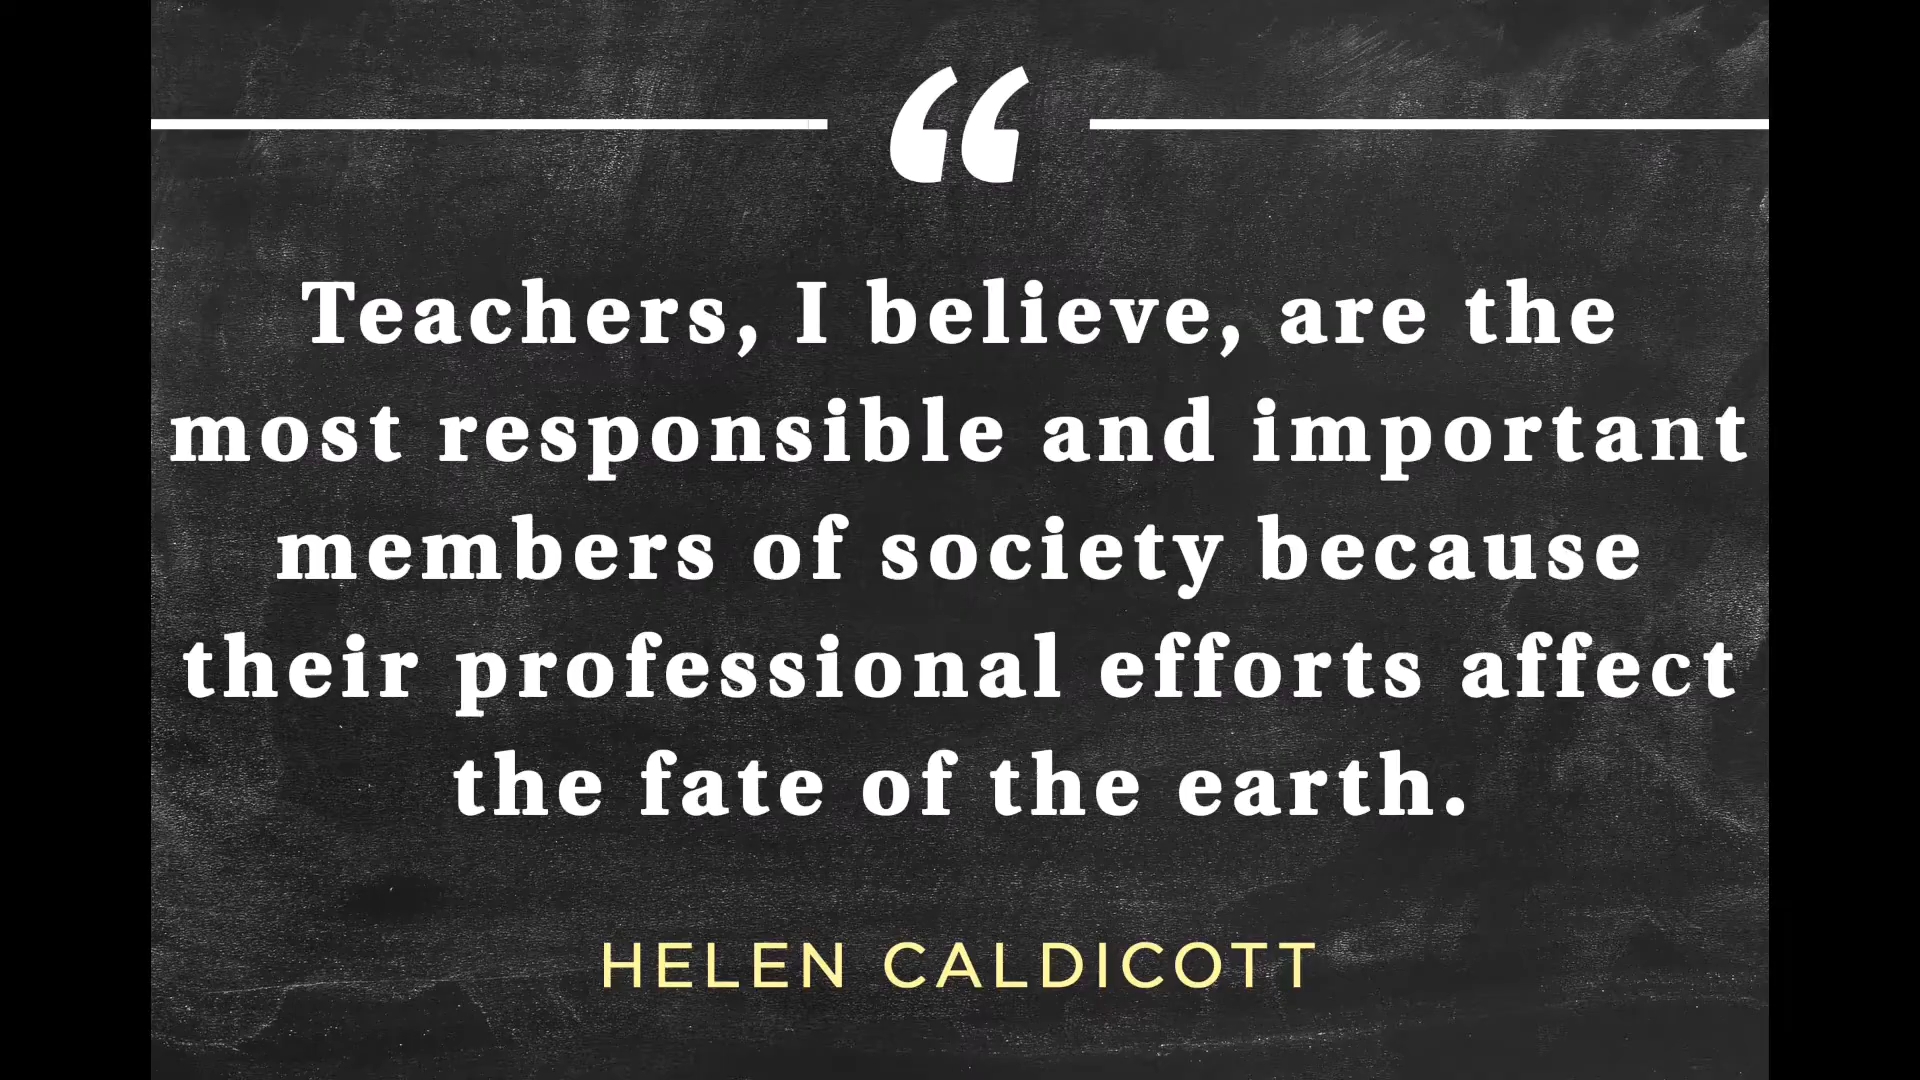 “
Teachers, I believe, are the
most responsible and important
members of society because
their professional efforts affect
the fate of the earth.
HELEN CALDICOTT